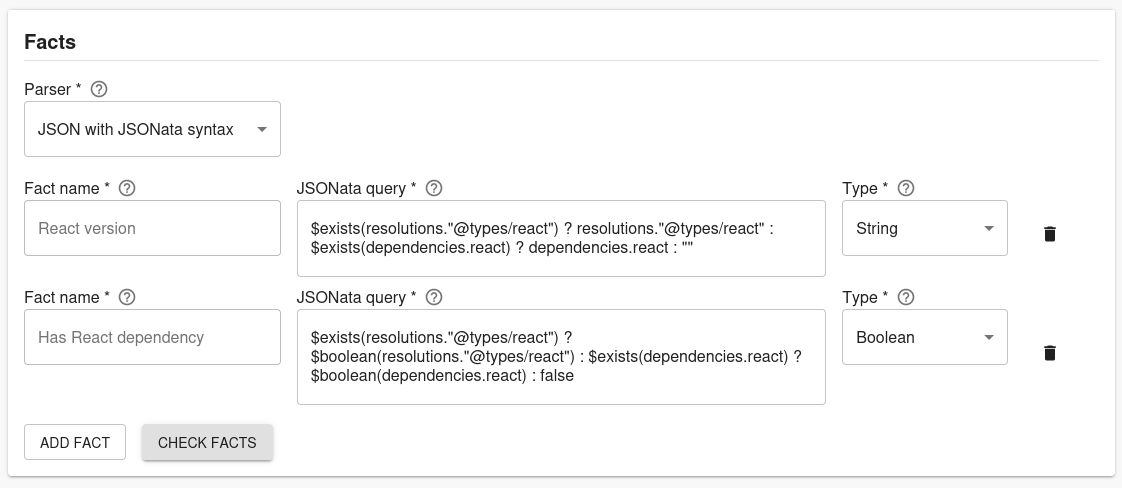 Facts
Parser *
JSON with JSONata syntax
Fact name *
JSONata query *
Type *
React version
$exists(resolutions."@types/react") ? resolutions."@types/react" :
$exists(dependencies.react) ? dependencies.react : ""
String
Fact name *
JSONata query *
Type *
Has React dependency
$exists(resolutions."@types/react") ?
$boolean(resolutions."@types/react") : $exists(dependencies.react) ?
$boolean(dependencies.react) : false
Boolean
ADD FACT
CHECK FACTS